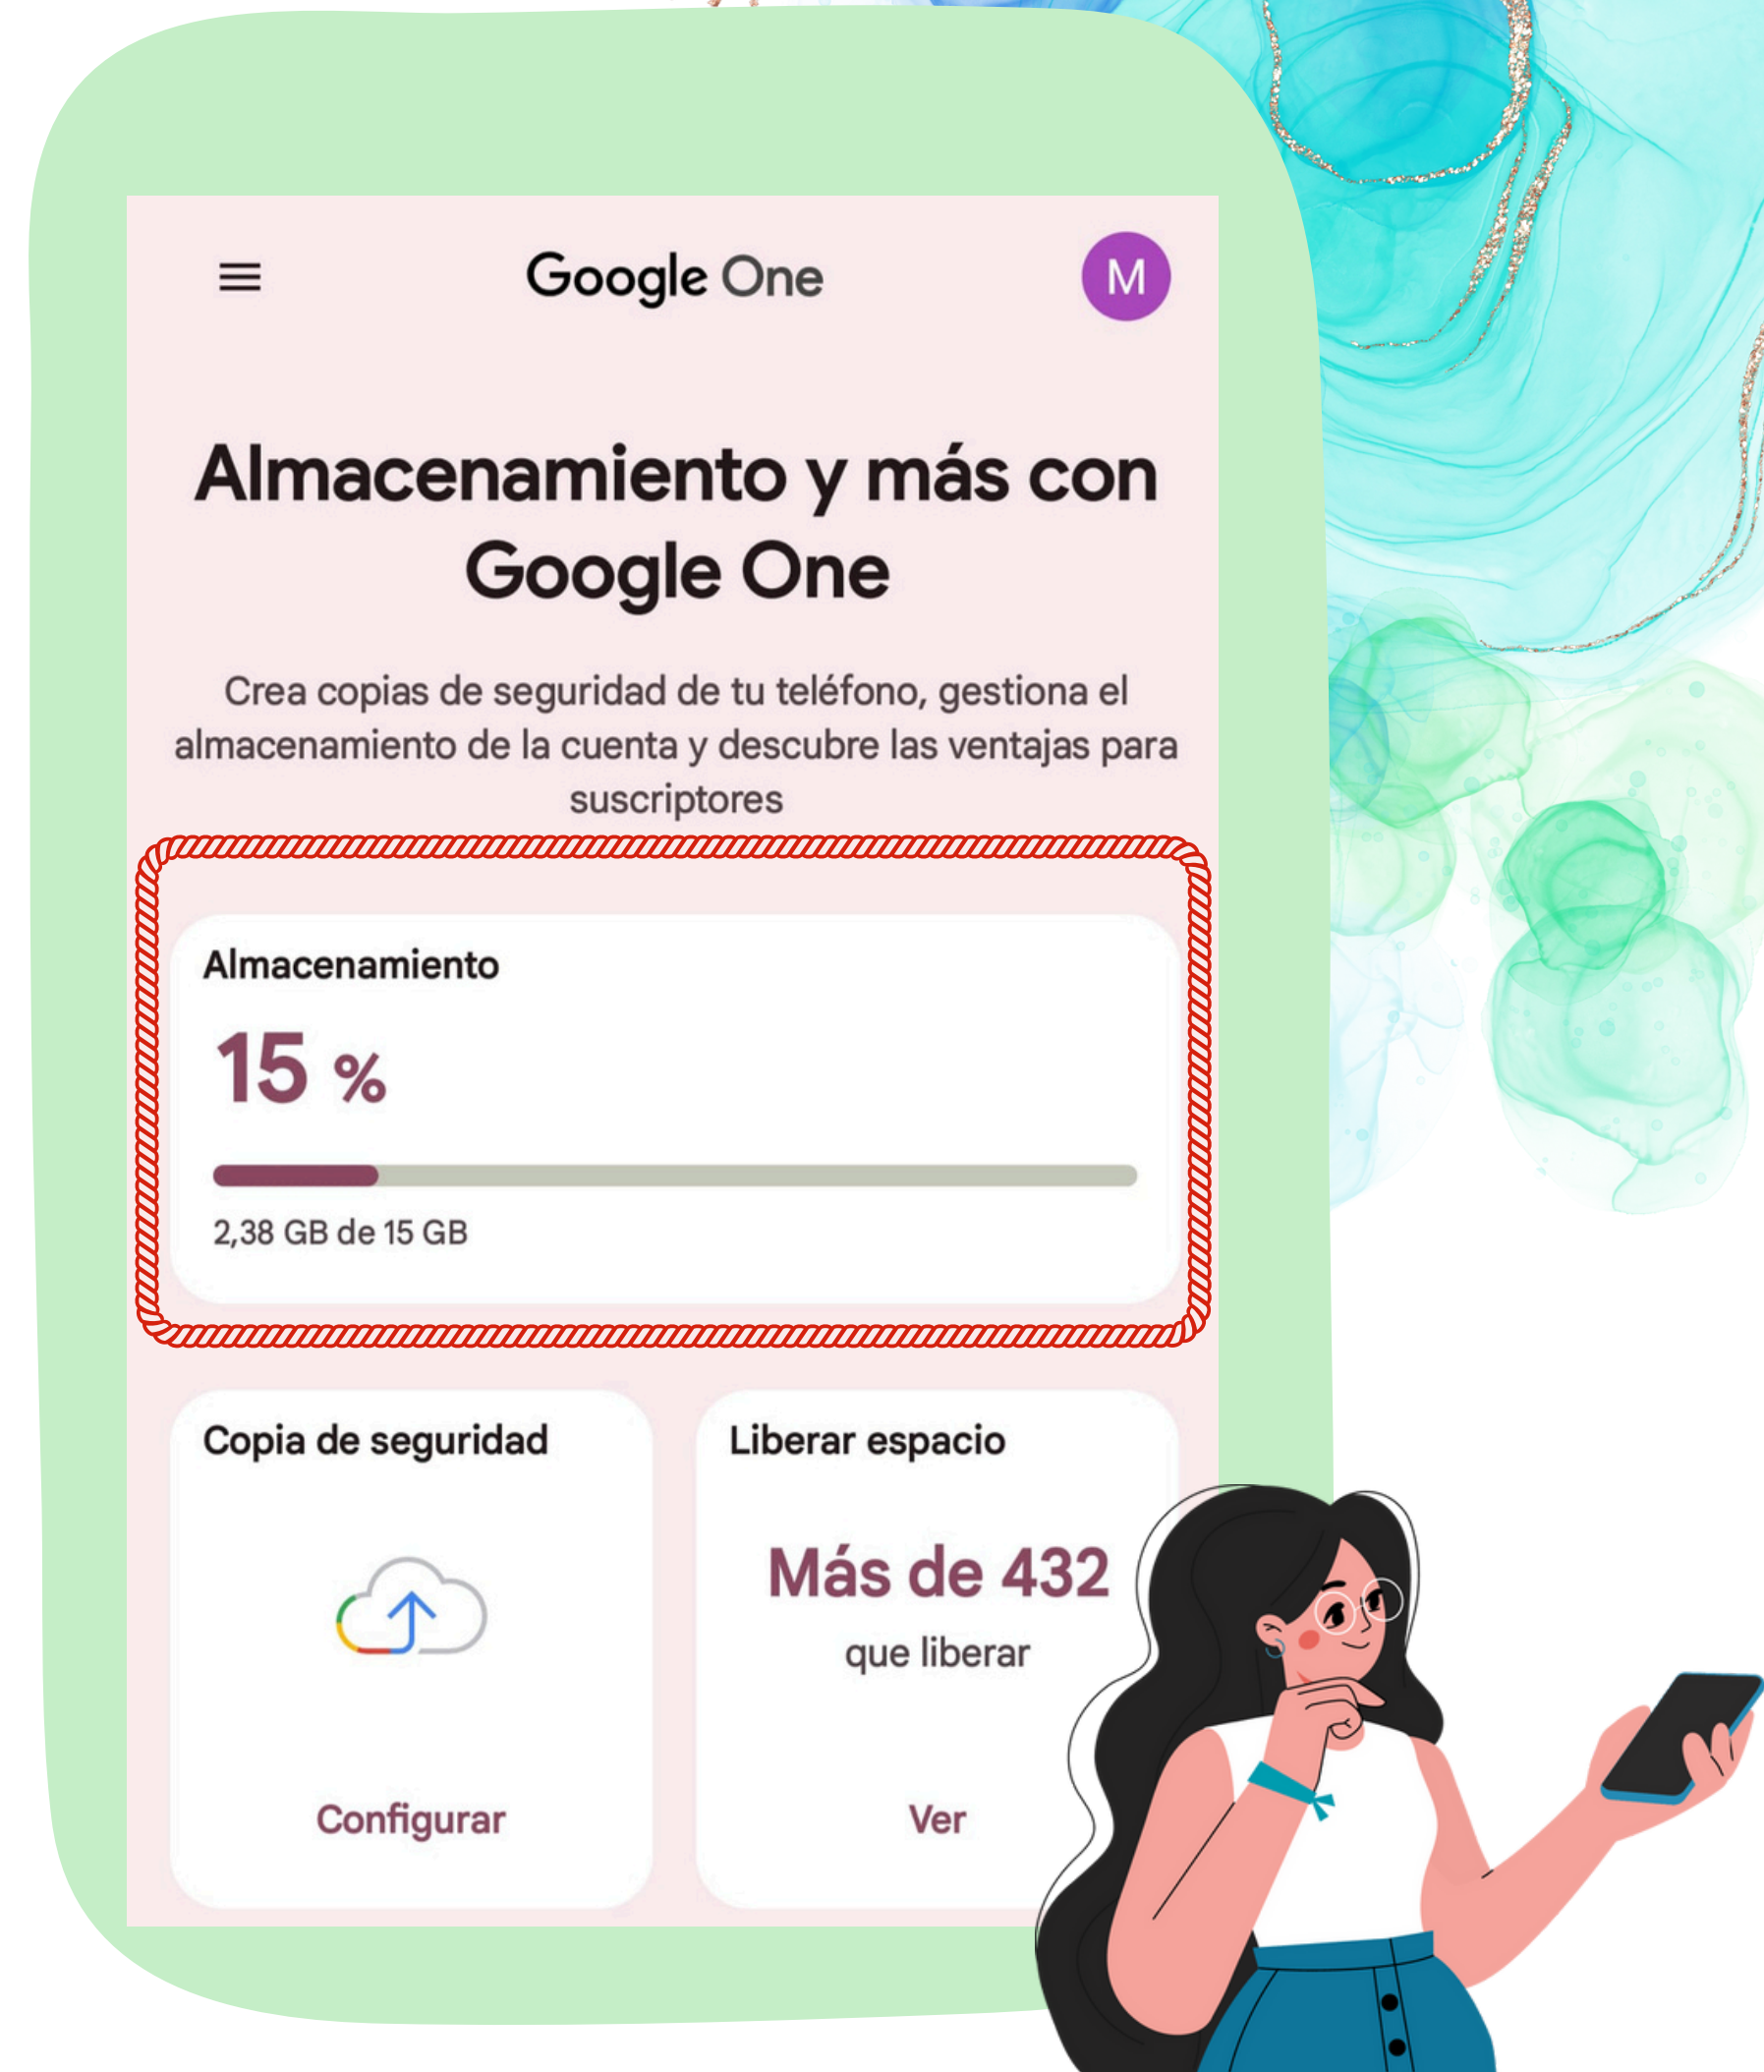 Google One
M
Almacenamiento y más con
Google One
Crea copias de seguridad de tu teléfono, gestiona el
almacenamiento de la cuenta y descubre las ventajas para
suscriptores
Almacenamiento
15 %
2,38 GB de 15 GB
Copia de seguridad
Configurar
Liberar espacio
Más de 432
que liberar
Ver